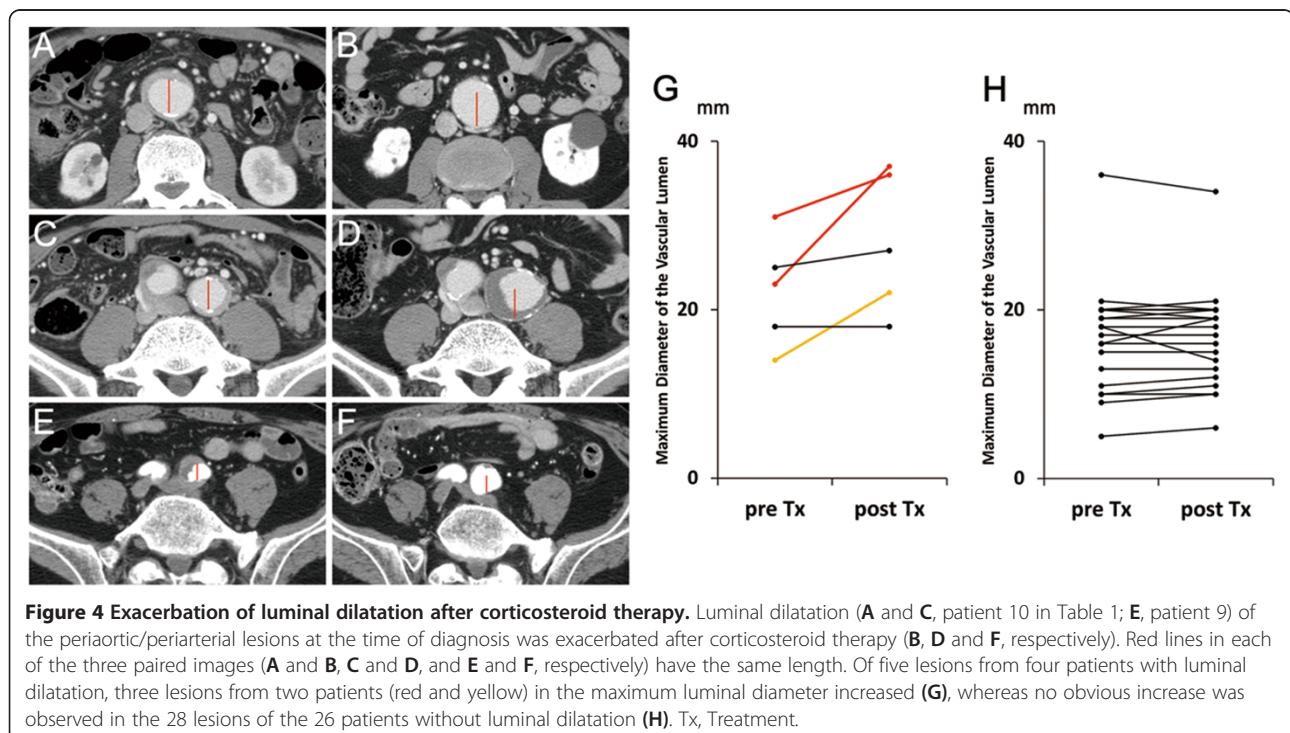 A
B
C
D
E
F
G
mm
Maximum Diameter of the Vascular Lumen
40
20
0
pre Tx
post Tx
H
mm
Maximum Diameter of the Vascular Lumen
40
20
0
pre Tx
post Tx
Figure 4 Exacerbation of luminal dilatation after corticosteroid therapy. Luminal dilatation (A and C, patient 10 in Table 1; E, patient 9) of
the periaortic/periarterial lesions at the time of diagnosis was exacerbated after corticosteroid therapy (B, D and F, respectively). Red lines in each
of the three paired images (A and B, C and D, and E and F, respectively) have the same length. Of five lesions from four patients with luminal
dilatation, three lesions from two patients (red and yellow) in the maximum luminal diameter increased (G), whereas no obvious increase was
observed in the 28 lesions of the 26 patients without luminal dilatation (H). Tx, Treatment.